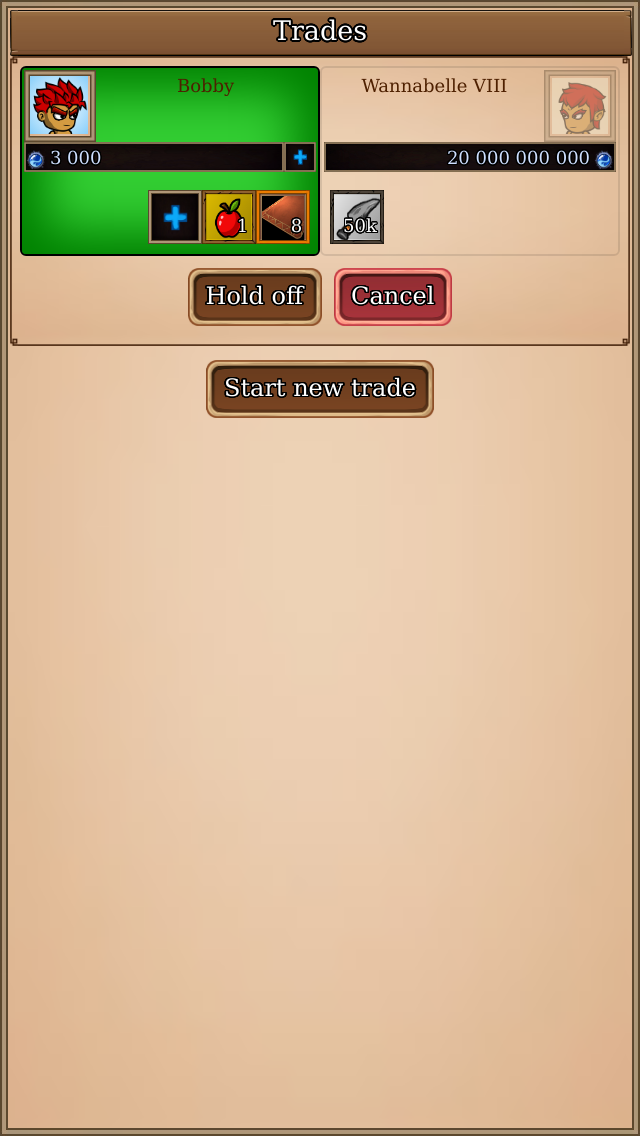 Trades
Bobby
Wannabelle VIII
3 000
20 000 000 000
1
8
50k
Hold off
Cancel
Start new trade